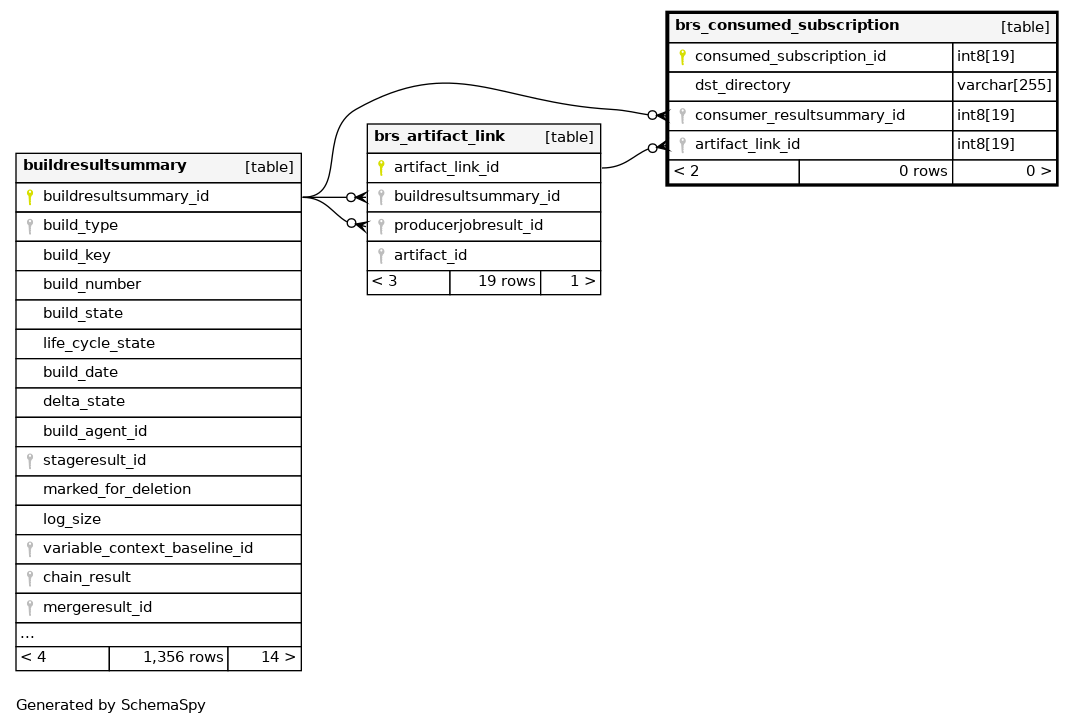 brs_consumed_subscription [table]
consumed_subscription_id int8[19]
dst_directory varchar[255]
consumer_resultsummary_id int8[19]
artifact_link_id int8[19]
< 2 0 rows 0 >
brs_artifact_link [table]
artifact_link_id
buildresultsummary_id
producerjobresult_id
artifact_id
< 3 19 rows 1 >
buildresultsummary [table]
buildresultsummary_id
build_type
build_key
build_number
build_state
life_cycle_state
build_date
delta_state
build_agent_id
stageresult_id
marked_for_deletion
log_size
variable_context_baseline_id
chain_result
mergeresult_id
...
< 4 1,356 rows 14 >
Generated by SchemaSpy